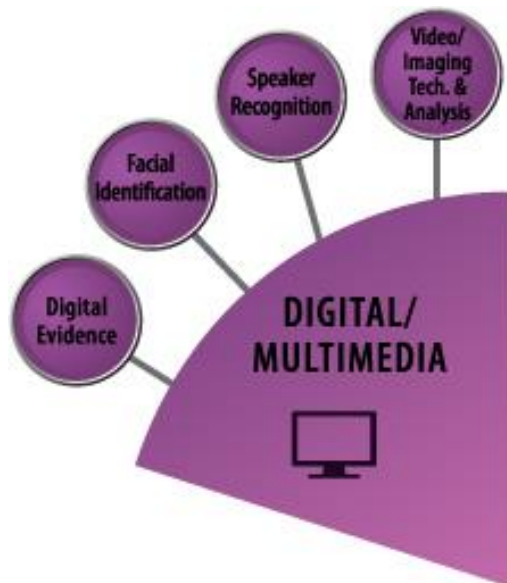 Video/
Imaging
Tech. &
Analysis
Speaker
Recognition
Facial
Identification
Digital
Evidence
DIGITAL/
MULTIMEDIA